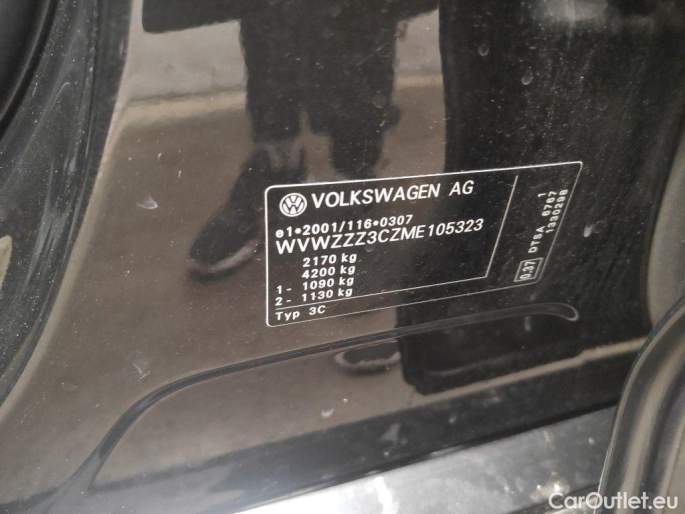 VOLKSWAGEN AG
e1*2001/116*0307
WVWZZZ3CZME105323
2170 kg
4200 kg
1- 1090 kg
2- 1130 kg
Typ 3C
0.37
DTSA 6767 1
1330298
CarOutlet.eu